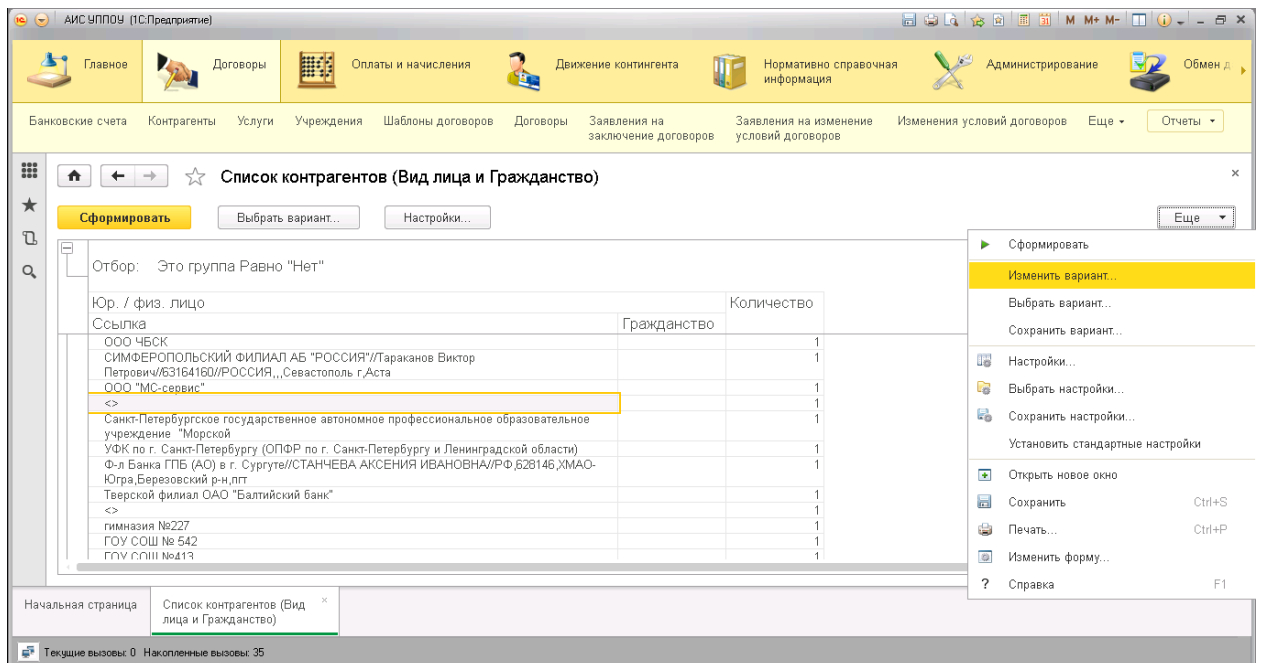 АИС УППОУ (1С:Предприятие)
M M+ M-
Главное
Договоры
Оплаты и начисления
Движение контингента
Нормативно справочная
информация
Администрирование
Обмен д
Банковские счета
Контрагенты
Услуги
Учреждения
Шаблоны договоров
Договоры
Заявления на
заключение договоров
Заявления на изменение
условий договоров
Изменения условий договоров
Еще
Отчеты
Список контрагентов (Вид лица и Гражданство)
Сформировать
Выбрать вариант...
Настройки...
Еще
Отбор: Это группа Равно "Нет"
Юр. / физ. лицо
Количество
Ссылка
Гражданство
ООО ЧБСК 1
СИМФЕРОПОЛЬСКИЙ ФИЛИАЛ АБ "РОССИЯ"//Тараканов Виктор 1
Петрович//63164160//РОССИЯ,,,Севастополь г,Аста
ООО "МС-сервис" 1
<> 1
Санкт-Петербургское государственное автономное профессиональное образовательное 1
учреждение "Морской
УФК по г. Санкт-Петербургу (ОПФР по г. Санкт-Петербургу и Ленинградской области) 1
Ф-л Банка ГПБ (АО) в г. Сургуте//СТАНЧЕВА АКСЕНИЯ ИВАНОВНА//РФ,628146,ХМАО- 1
Югра,Березовский р-н,пгт
Тверской филиал ОАО "Балтийский банк" 1
<> 1
гимназия №227 1
ГОУ СОШ № 542 1
ГОУ СОШ №413 1
Сформировать
Изменить вариант...
Выбрать вариант...
Сохранить вариант...
Настройки...
Выбрать настройки...
Сохранить настройки...
Установить стандартные настройки
Открыть новое окно
Сохранить Ctrl+S
Печать... Ctrl+P
Изменить форму...
? Справка F1
Начальная страница
Список контрагентов (Вид
лица и Гражданство)
Текущие вызовы: 0 Накопленные вызовы: 35